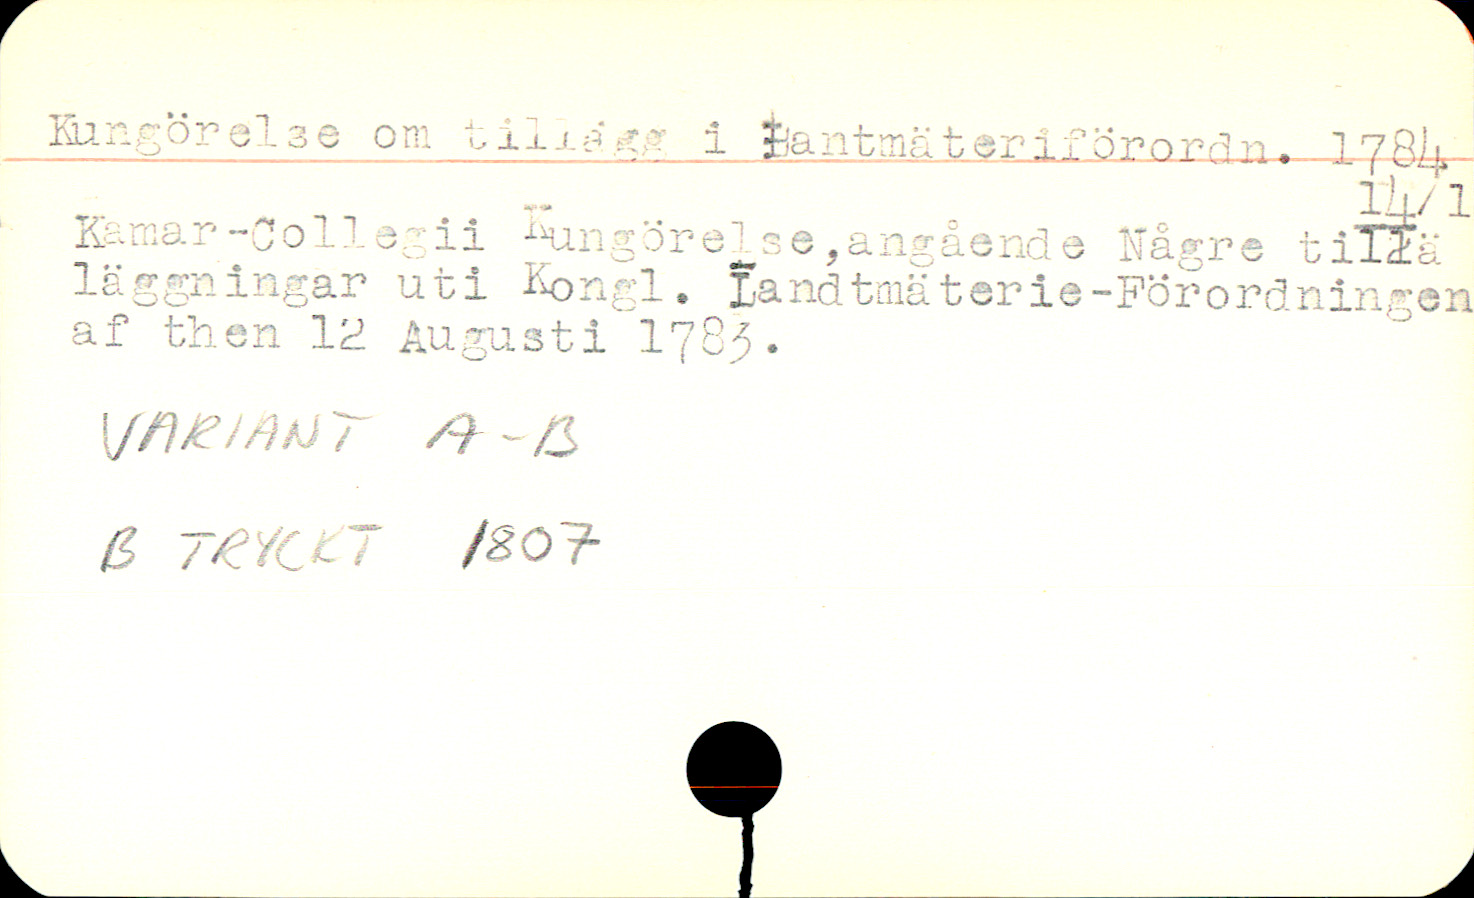 Kungörelse om tillägg i Lantmäteriförordn. 1784
14/1
Kamar-Collegii Kungörelse,angående Någre tillä
läggningar uti Kongl. Landtmäterie-Förordningen
af then 12 Augusti 1783.
VARIANT A-B
B TRYCKT 1807